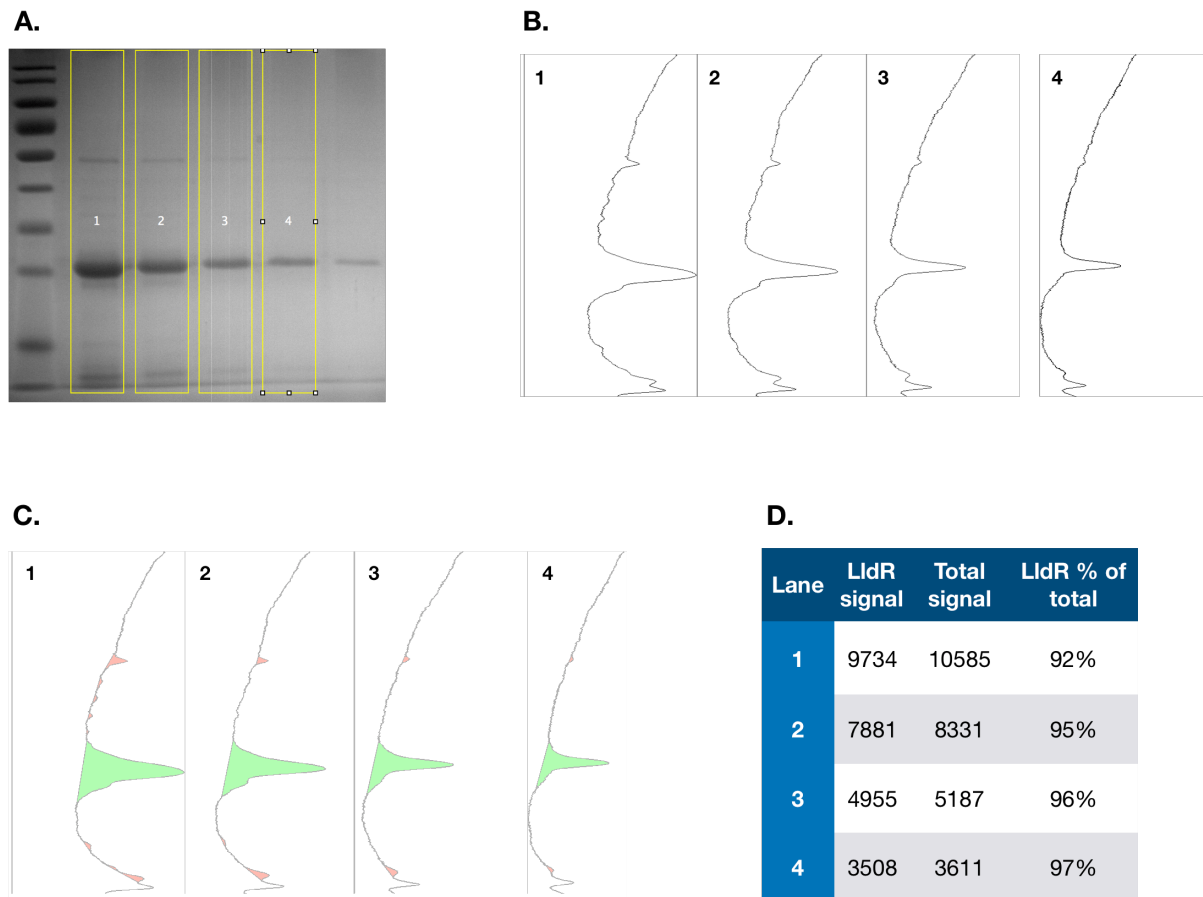 A.
1 2 3 4
B.
1 2 3 4
C.
1 2 3 4
D.
Lane LldR signal Total signal LldR % of total
1 9734 10585 92%
2 7881 8331 95%
3 4955 5187 96%
4 3508 3611 97%